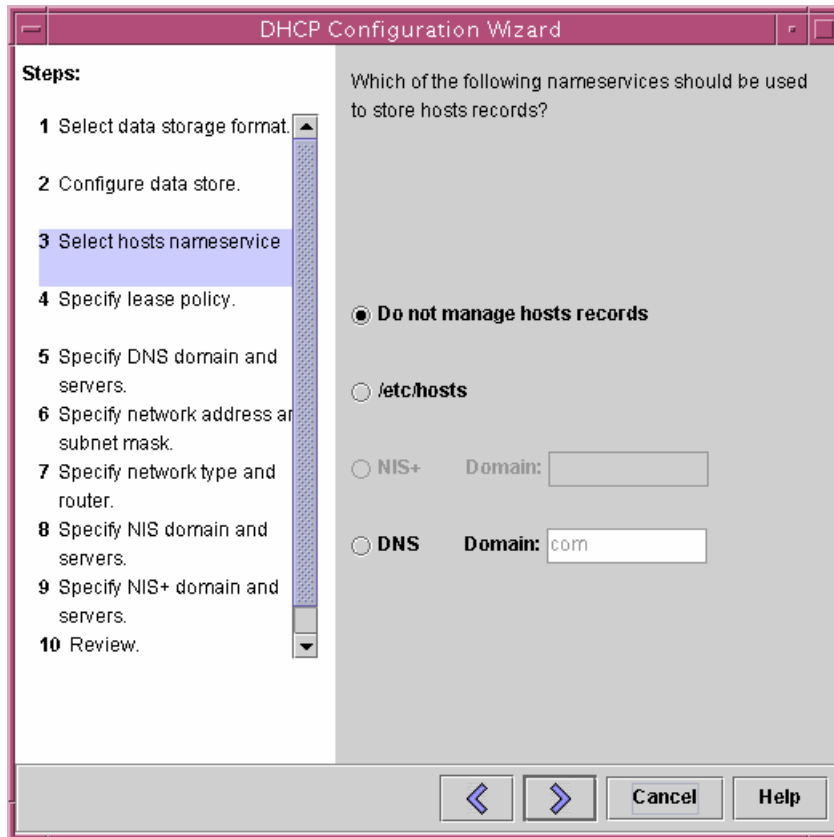 DHCP Configuration Wizard
Steps:
1 Select data storage format.
2 Configure data store.
3 Select hosts nameservice
4 Specify lease policy.
5 Specify DNS domain and
servers.
6 Specify network address ar
subnet mask.
7 Specify network type and
router.
8 Specify NIS domain and
servers.
9 Specify NIS+ domain and
servers.
10 Review.
Which of the following nameservices should be used
to store hosts records?
Do not manage hosts records
/etc/hosts
NIS+ Domain:
DNS Domain: com
Cancel
Help